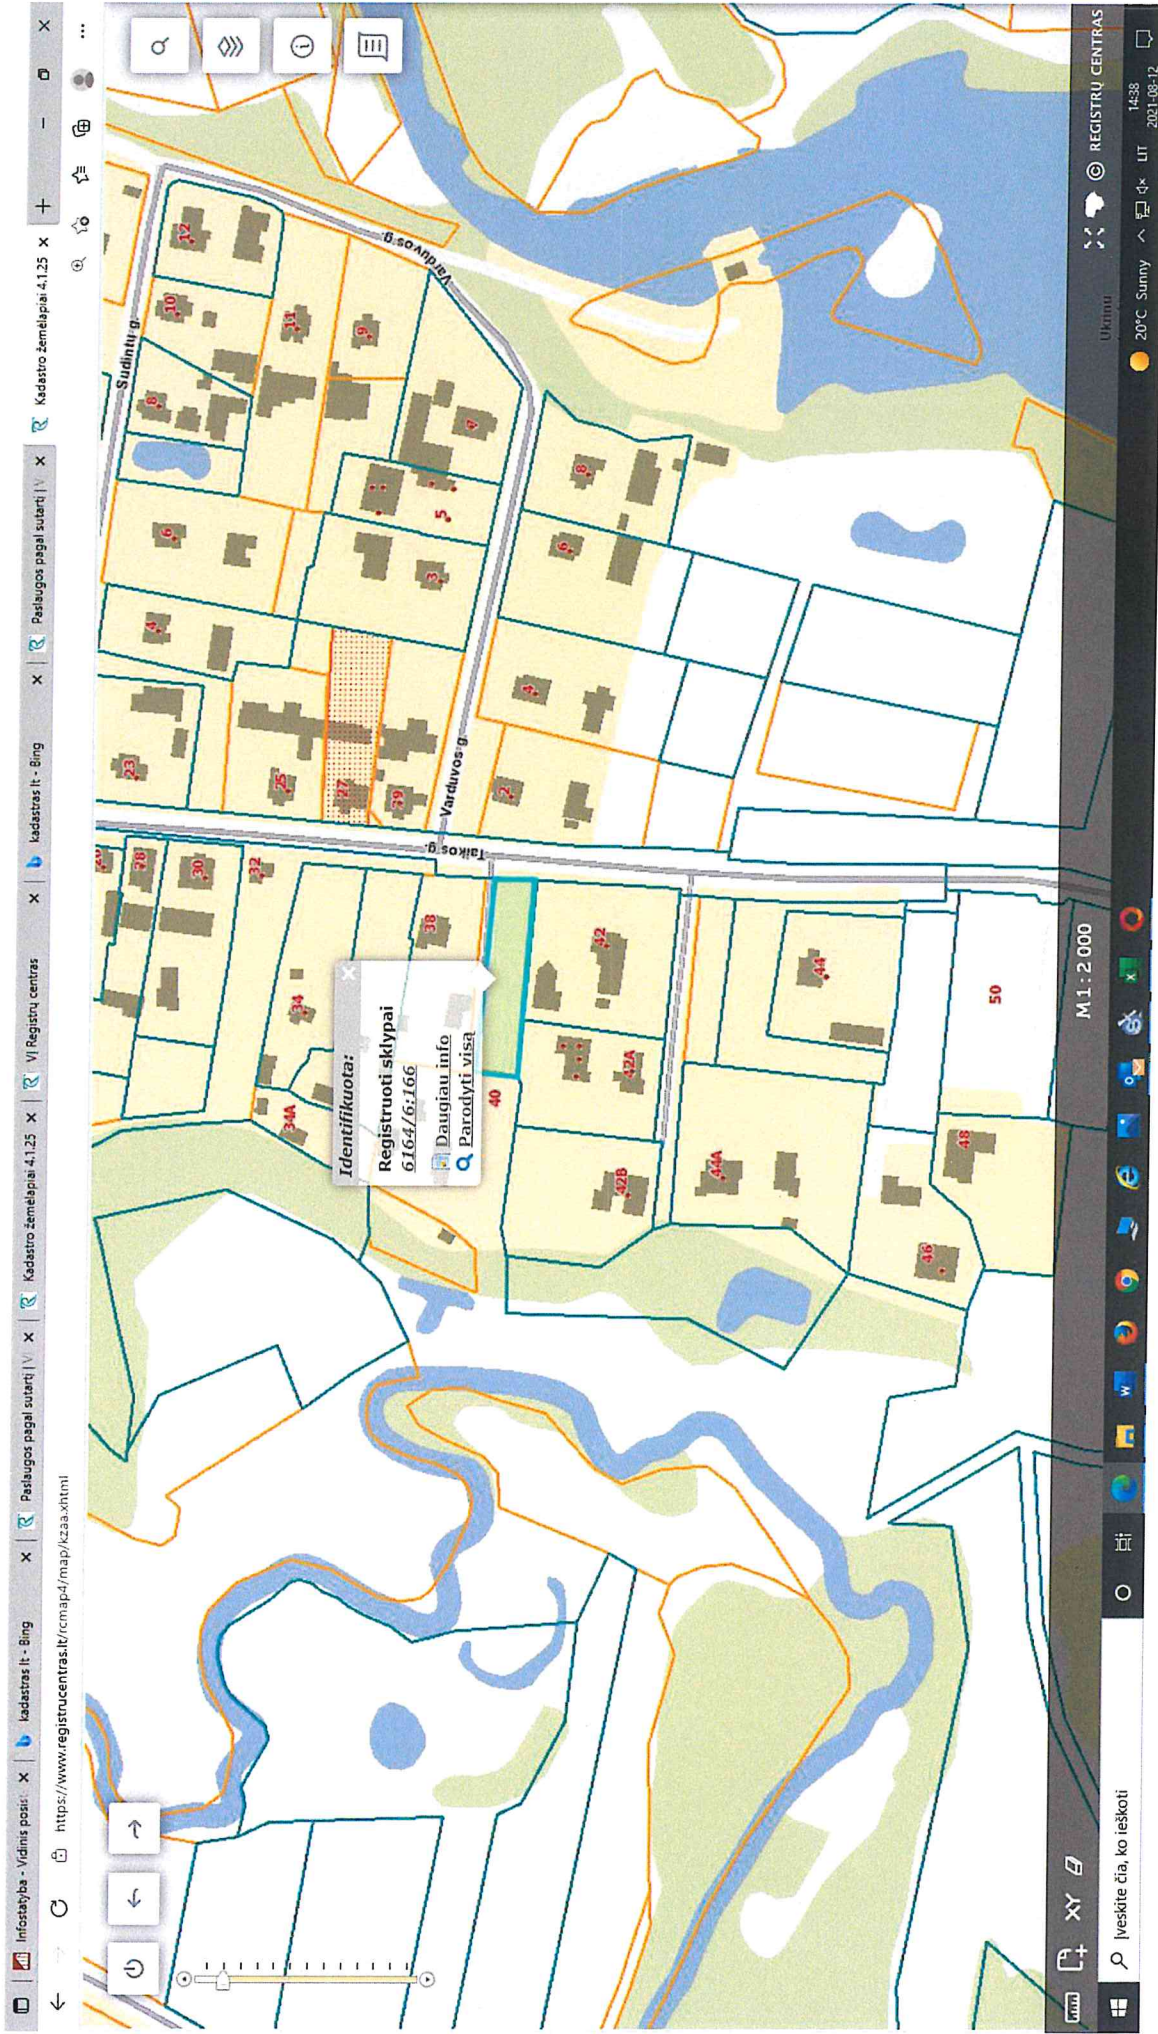 Infostatyba - Vidinis posis
kadastras lt - Bing
Paslaugos pagal sutartį | V
Kadastro žemėlapiai 4.1.25
VĮ Registrų centras
kadastras lt - Bing
Paslaugos pagal sutartį | V
Kadastro žemėlapiai 4.1.25
https://www.registrucentras.lt/rcmap4/map/kzaa.xhtml
Sudintų g.
Varduvos g.
Varduvos g.
Taikos g.
12
10
8
11
9
7
5
3
6
4
23
25
27
29
8
6
4
2
28
30
32
34
34A
38
40
42
42A
42B
44
44A
46
48
50
Identifikuota:
Registruoti sklypai
6164/6:166
Daugiau info
Parodyti visą
Ukrinų
XY
M 1 : 2 000
© REGISTRŲ CENTRAS
Įveskite čia, ko ieškoti
20°C Sunny
LIT
14:38
2021-08-12